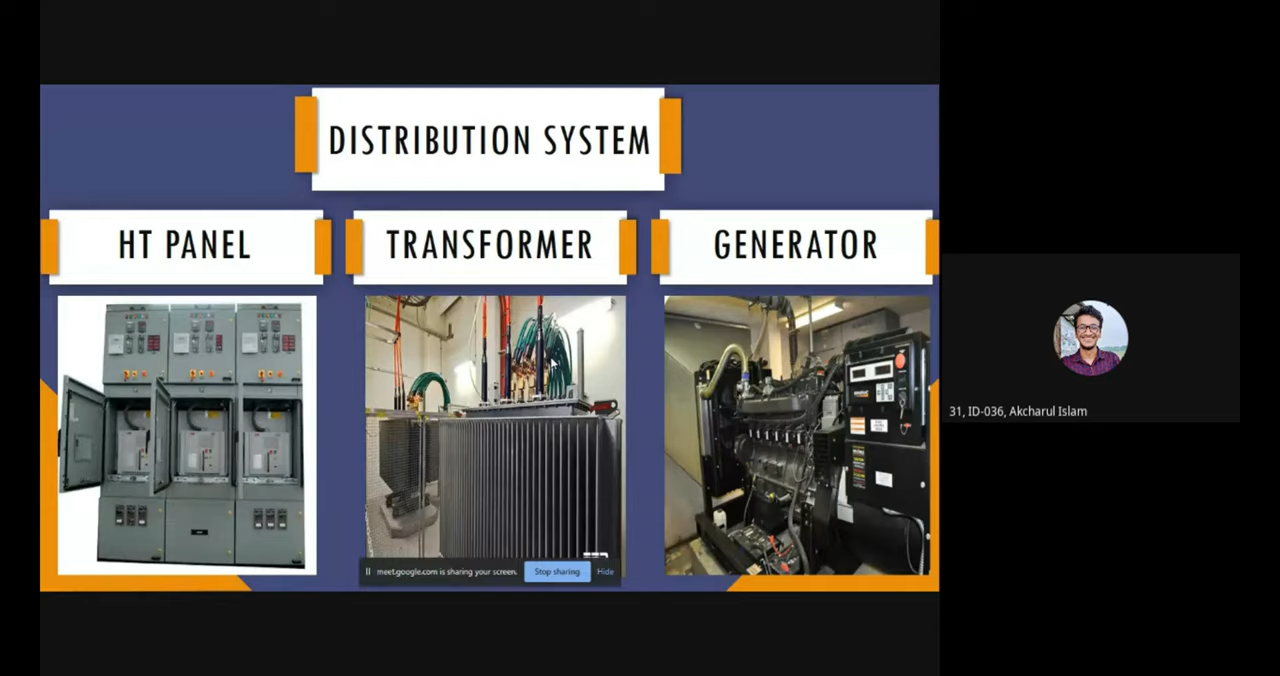 DISTRIBUTION SYSTEM
HT PANEL
TRANSFORMER
GENERATOR
meet.google.com is sharing your screen.
Stop sharing
Hide
31, ID-036, Akcharul Islam